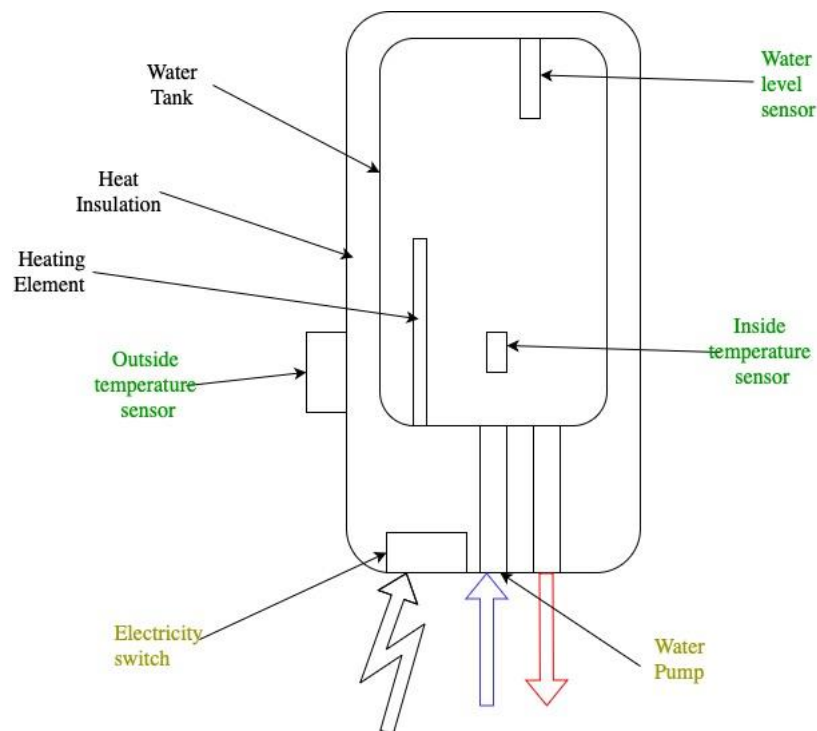 Water
Tank
Water
level
sensor
Heat
Insulation
Heating
Element
Outside
temperature
sensor
Inside
temperature
sensor
Electricity
switch
Water
Pump